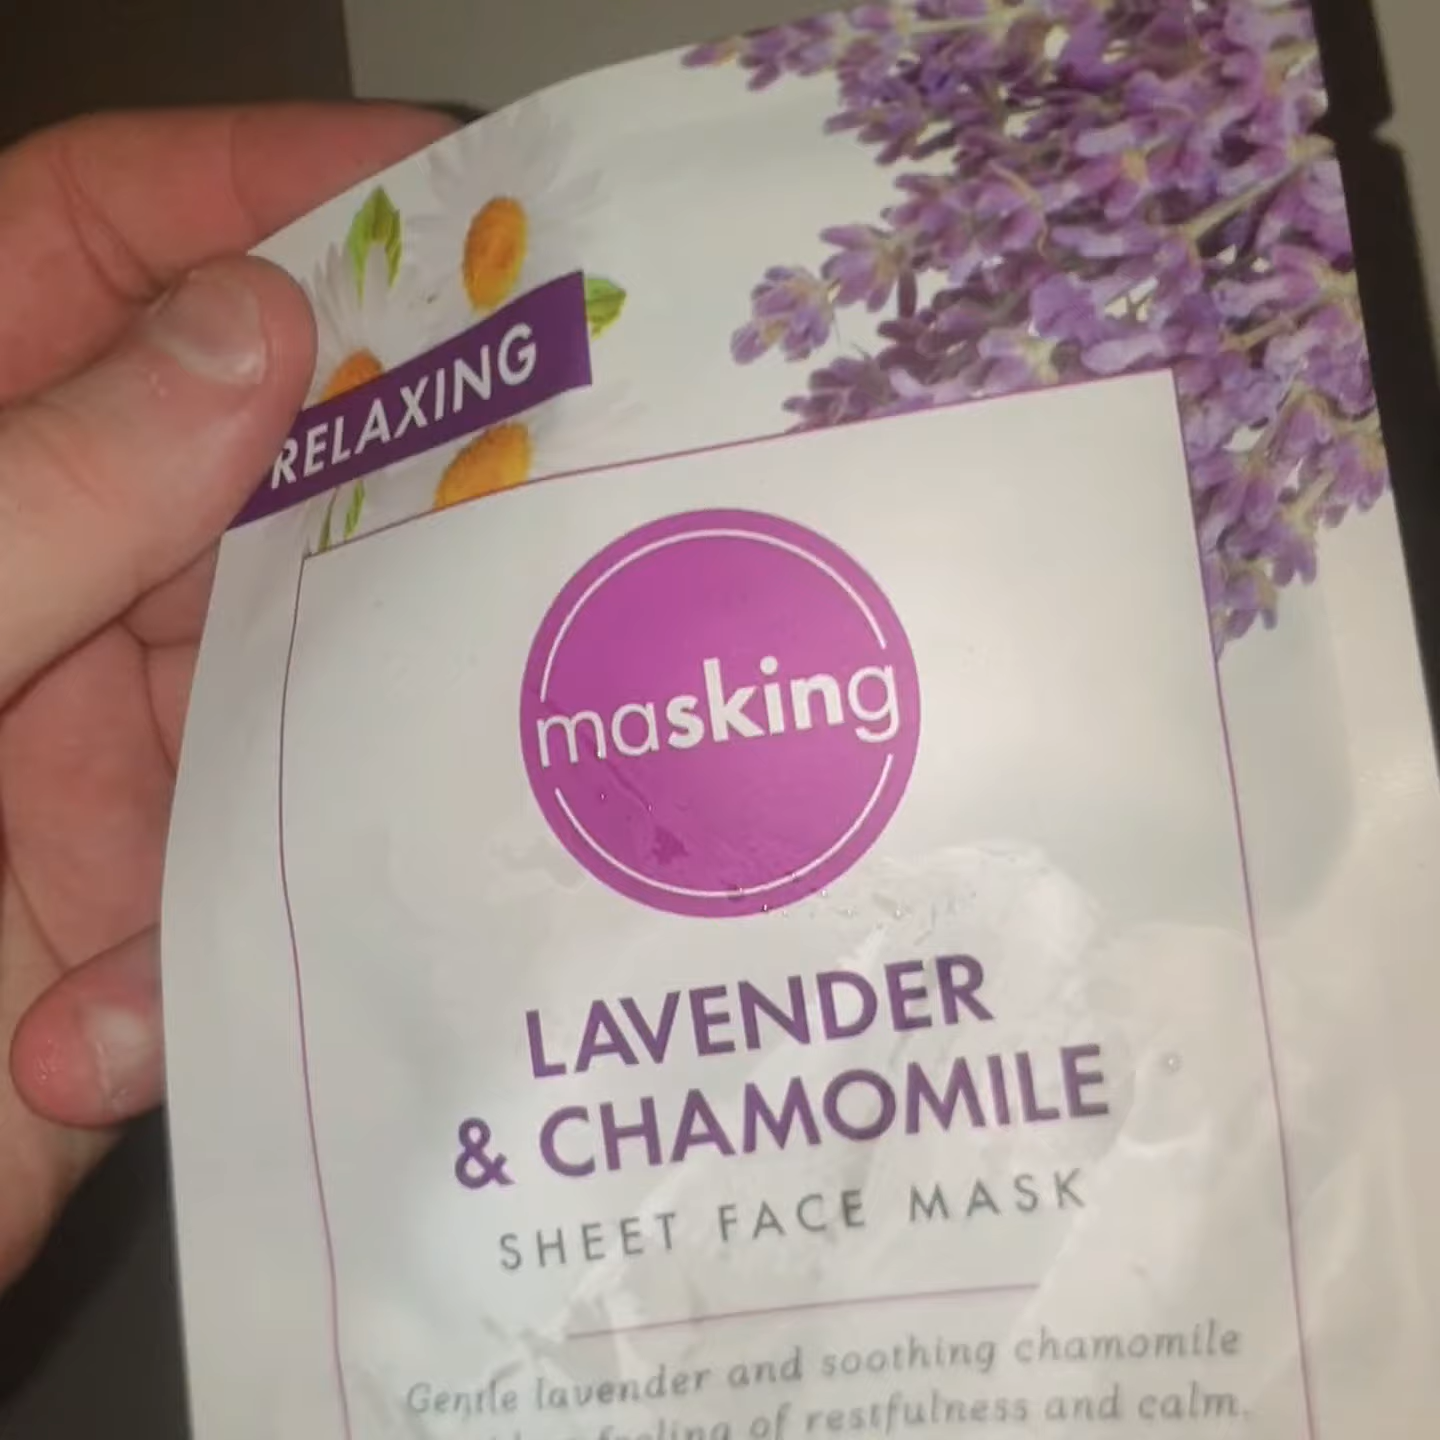 RELAXING
masking
LAVENDER
& CHAMOMILE
SHEET FACE MASK
Gentle lavender and soothing chamomile
feeling of restfulness and calm.